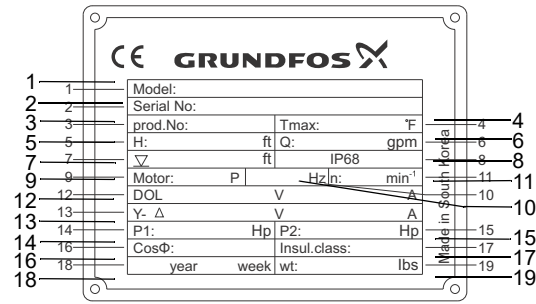 CE GRUNDFOS
1 1 Model:
2 2 Serial No:
3 3 prod.No: Tmax: °F 4 4
5 5 H: ft Q: gpm 6 6
7 7 ▽ ft IP68 8 8
9 9 Motor: P Hz n: min⁻¹ 11 11
12 12 DOL V A 10 10
13 13 Y- Δ V A
14 14 P1: Hp P2: Hp 15 15
16 16 CosΦ: Insul.class: 17 17
18 18 year week wt: lbs 19 19
Made in South Korea